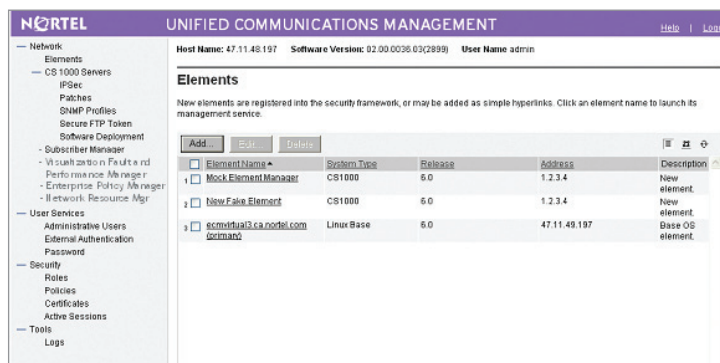 NORTEL
UNIFIED COMMUNICATIONS MANAGEMENT
Help | Log
Host Name: 47.11.48.197 Software Version: 02.00.0036.03(2899) User Name admin
Network
Elements
CS 1000 Servers
IPSec
Patches
SNMP Profiles
Secure FTP Token
Software Deployment
- Subscriber Manager
- Visualization Fault and
Performance Manager
- Enterprise Policy Manager
- Network Resource Mgr
User Services
Administrative Users
External Authentication
Password
Security
Roles
Policies
Certificates
Active Sessions
Tools
Logs
Elements
New elements are registered into the security framework, or may be added as simple hyperlinks. Click an element name to launch its
management service.
Add... Edit... Delete
Element Name System Type Release Address Description
1 Mock Element Manager CS1000 6.0 1.2.3.4 New
element.
2 New Fake Element CS1000 6.0 1.2.3.4 New
element.
3 ecmvirtual3.ca.nortel.com Linux Base 6.0 47.11.49.197 Base OS
(primary) element.